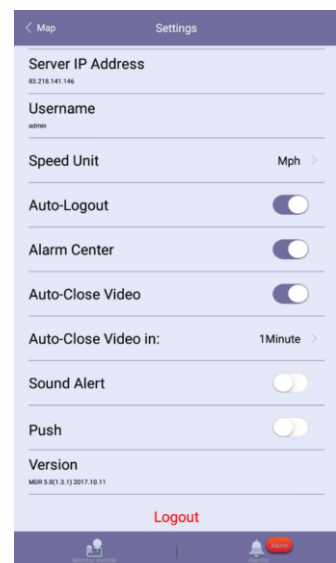 Map
Settings
Server IP Address
83.218.141.146
Username
admin
Speed Unit
Mph
Auto-Logout
Alarm Center
Auto-Close Video
Auto-Close Video in:
1Minute
Sound Alert
Push
Version
MDR 5.0(1.3.1) 2017.10.11
Logout
Monitor Vehicle
Alarm